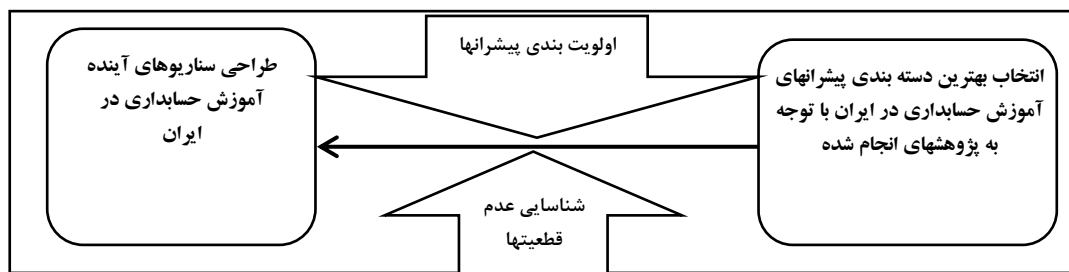 انتخاب بهترین دسته بندی پیشرانهای
آموزش حسابداری در ایران با توجه
به پژوهشهای انجام شده
اولویت بندی پیشرانها
شناسایی عدم
قطعیتها
طراحی سناریوهای آینده
آموزش حسابداری در
ایران